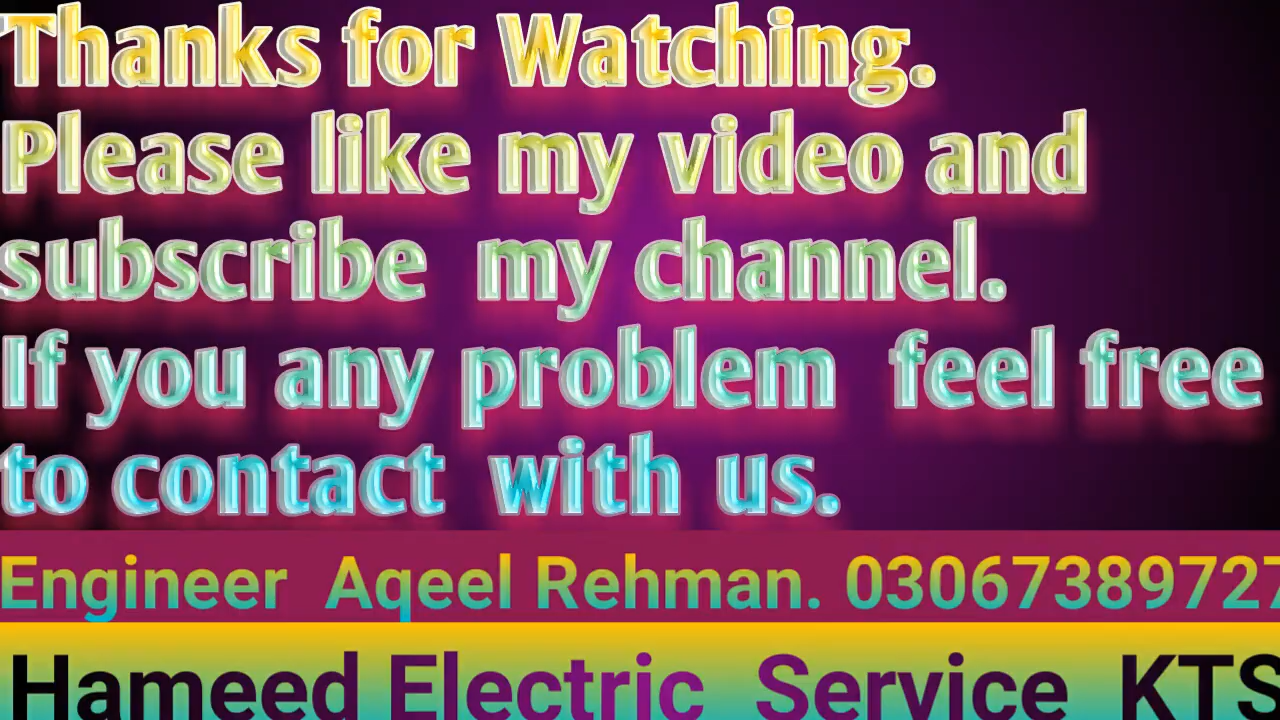 Thanks for Watching.
Please like my video and
subscribe my channel.
If you any problem feel free
to contact with us.
Engineer Aqeel Rehman. 03067389727
Hameed Electric Service KTS